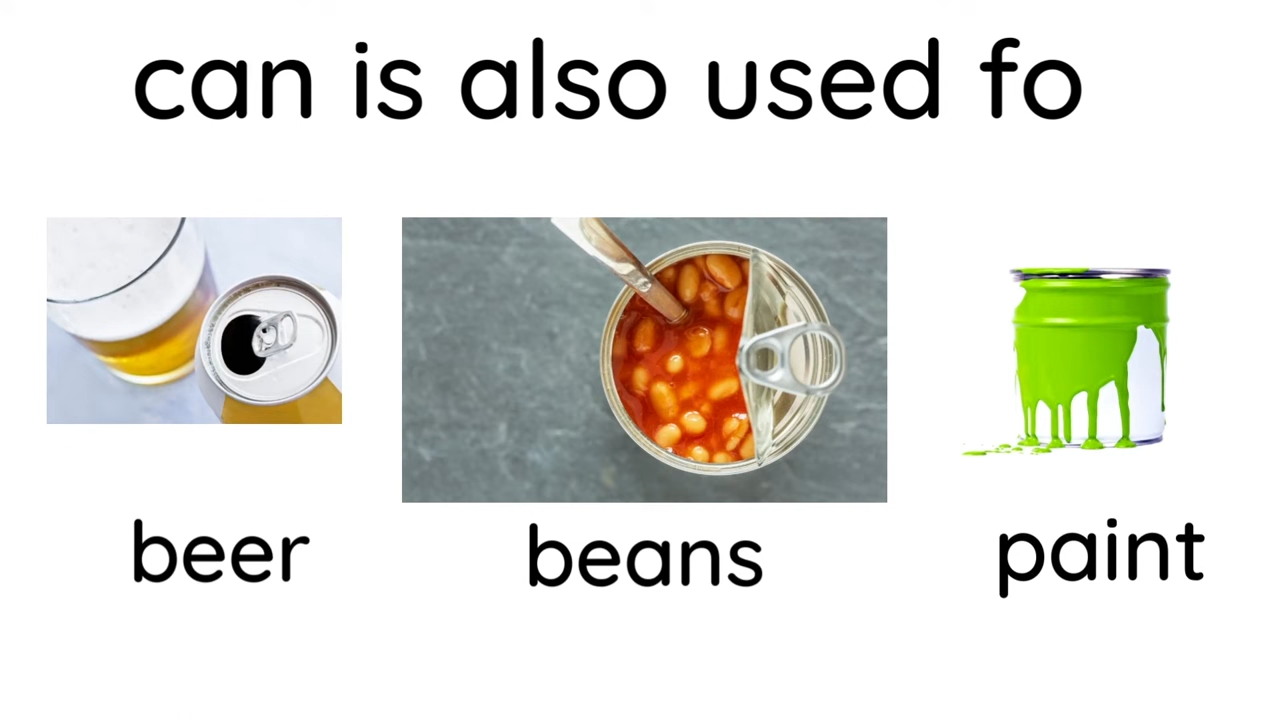 can is also used fo
beer
beans
paint